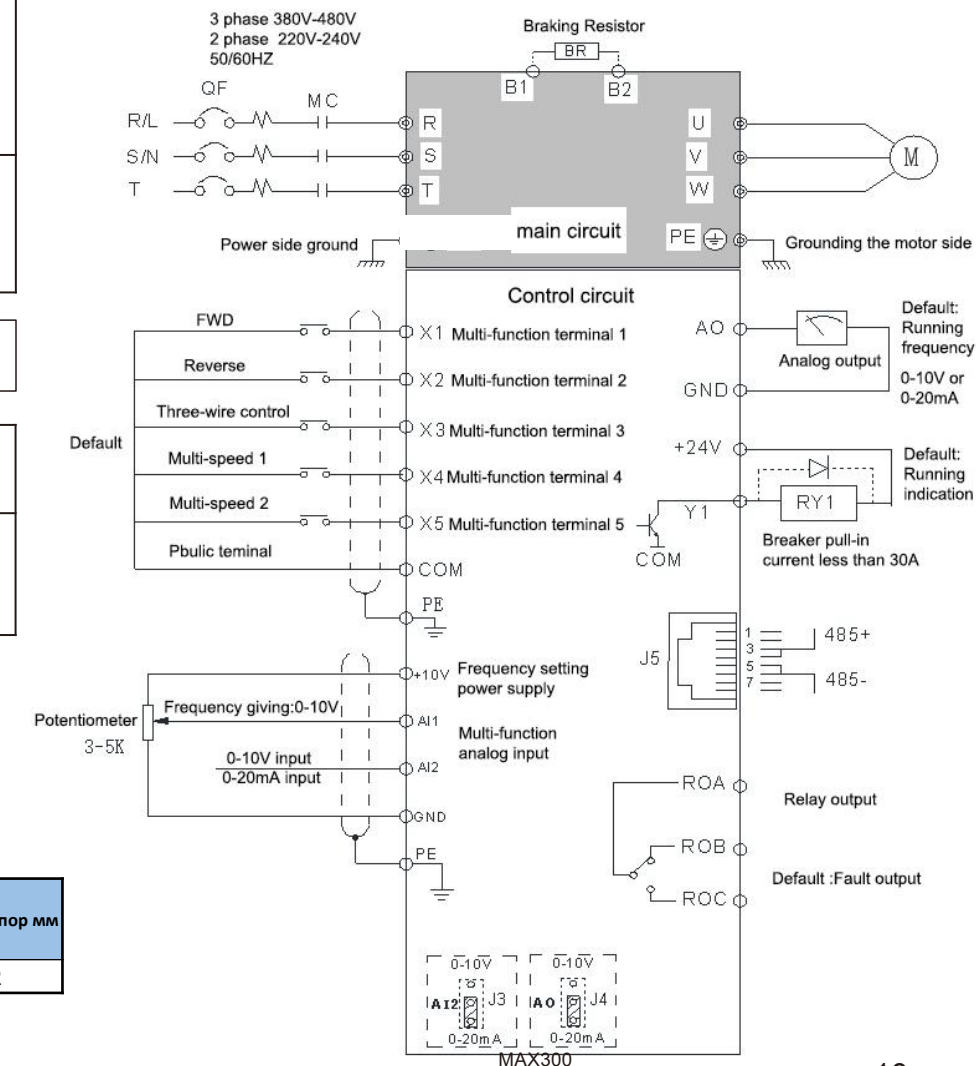 3 phase 380V-480V
2 phase 220V-240V
50/60HZ
Braking Resistor
BR
B1
B2
QF
MC
R/L
S/N
T
R
S
T
U
V
W
M
main circuit
PE
Power side ground
Grounding the motor side
Control circuit
FWD
X1 Multi-function terminal 1
Reverse
X2 Multi-function terminal 2
Three-wire control
X3 Multi-function terminal 3
Default
Multi-speed 1
X4 Multi-function terminal 4
Multi-speed 2
X5 Multi-function terminal 5
Pbulic teminal
COM
PE
AO
Analog output
GND
Default:
Running
frequency
0-10V or
0-20mA
+24V
Y1
COM
RY1
Default:
Running
indication
Breaker pull-in
current less than 30A
J5
1
3
5
7
485+
485-
+10V
Frequency setting
power supply
Potentiometer
3-5K
Frequency giving:0-10V
AI1
Multi-function
analog input
0-10V input
0-20mA input
AI2
GND
PE
ROA
ROB
ROC
Relay output
Default :Fault output
пор мм
0-10V
AI2
J3
0-20mA
0-10V
AO
J4
0-20mA
MAX300